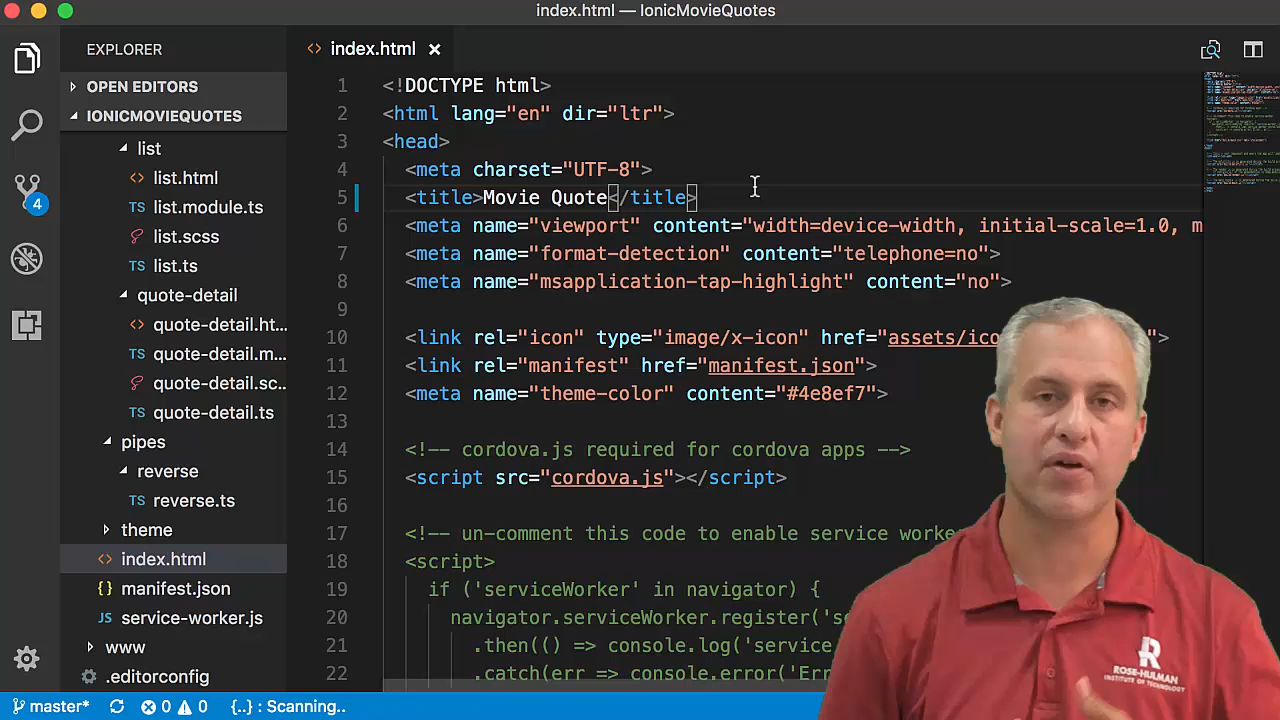 index.html — IonicMovieQuotes
EXPLORER
OPEN EDITORS
IONICMOVIEQUOTES
list
list.html
TS list.module.ts
list.scss
TS list.ts
quote-detail
quote-detail.ht...
TS quote-detail.m...
quote-detail.sc...
TS quote-detail.ts
pipes
reverse
TS reverse.ts
theme
index.html
{} manifest.json
JS service-worker.js
www
.editorconfig
4
index.html
1 <!DOCTYPE html>
2 <html lang="en" dir="ltr">
3 <head>
4 <meta charset="UTF-8">
5 <title>Movie Quote</title>
6 <meta name="viewport" content="width=device-width, initial-scale=1.0, m
7 <meta name="format-detection" content="telephone=no">
8 <meta name="msapplication-tap-highlight" content="no">
9
10 <link rel="icon" type="image/x-icon" href="assets/ico ">
11 <link rel="manifest" href="manifest.json">
12 <meta name="theme-color" content="#4e8ef7">
13
14 <!-- cordova.js required for cordova apps -->
15 <script src="cordova.js"></script>
16
17 <!-- un-comment this code to enable service worke
18 <script>
19 if ('serviceWorker' in navigator) {
20 navigator.serviceWorker.register('se
21 .then(() => console.log('service
22 .catch(err => console.error('Err
ROSE-HULMAN
INSTITUTE OF TECHNOLOGY
master* 0 0 {..} : Scanning..